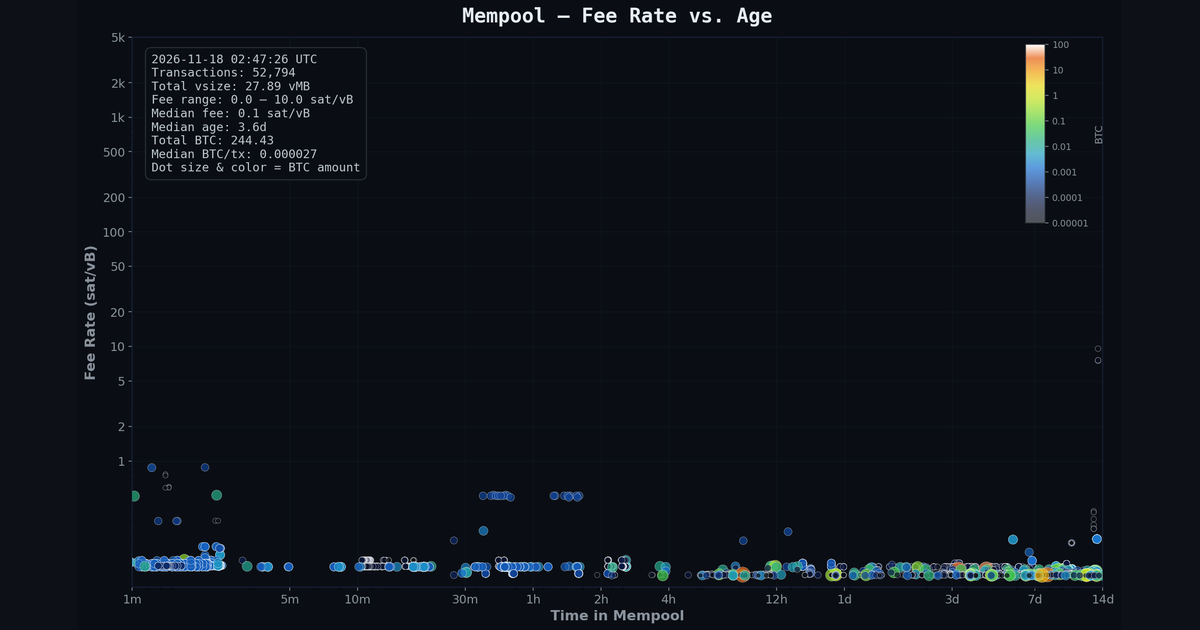 Mempool — Fee Rate vs. Age
2026-11-18 02:47:26 UTC
Transactions: 52,794
Total vsize: 27.89 vMB
Fee range: 0.0 — 10.0 sat/vB
Median fee: 0.1 sat/vB
Median age: 3.6d
Total BTC: 244.43
Median BTC/tx: 0.000027
Dot size & color = BTC amount
5k
2k
1k
500
200
100
50
20
10
5
2
1
Fee Rate (sat/vB)
100
10
1
0.1
0.01
0.001
0.0001
0.00001
BTC
1m
5m
10m
30m
1h
2h
4h
12h
1d
3d
7d
14d
Time in Mempool